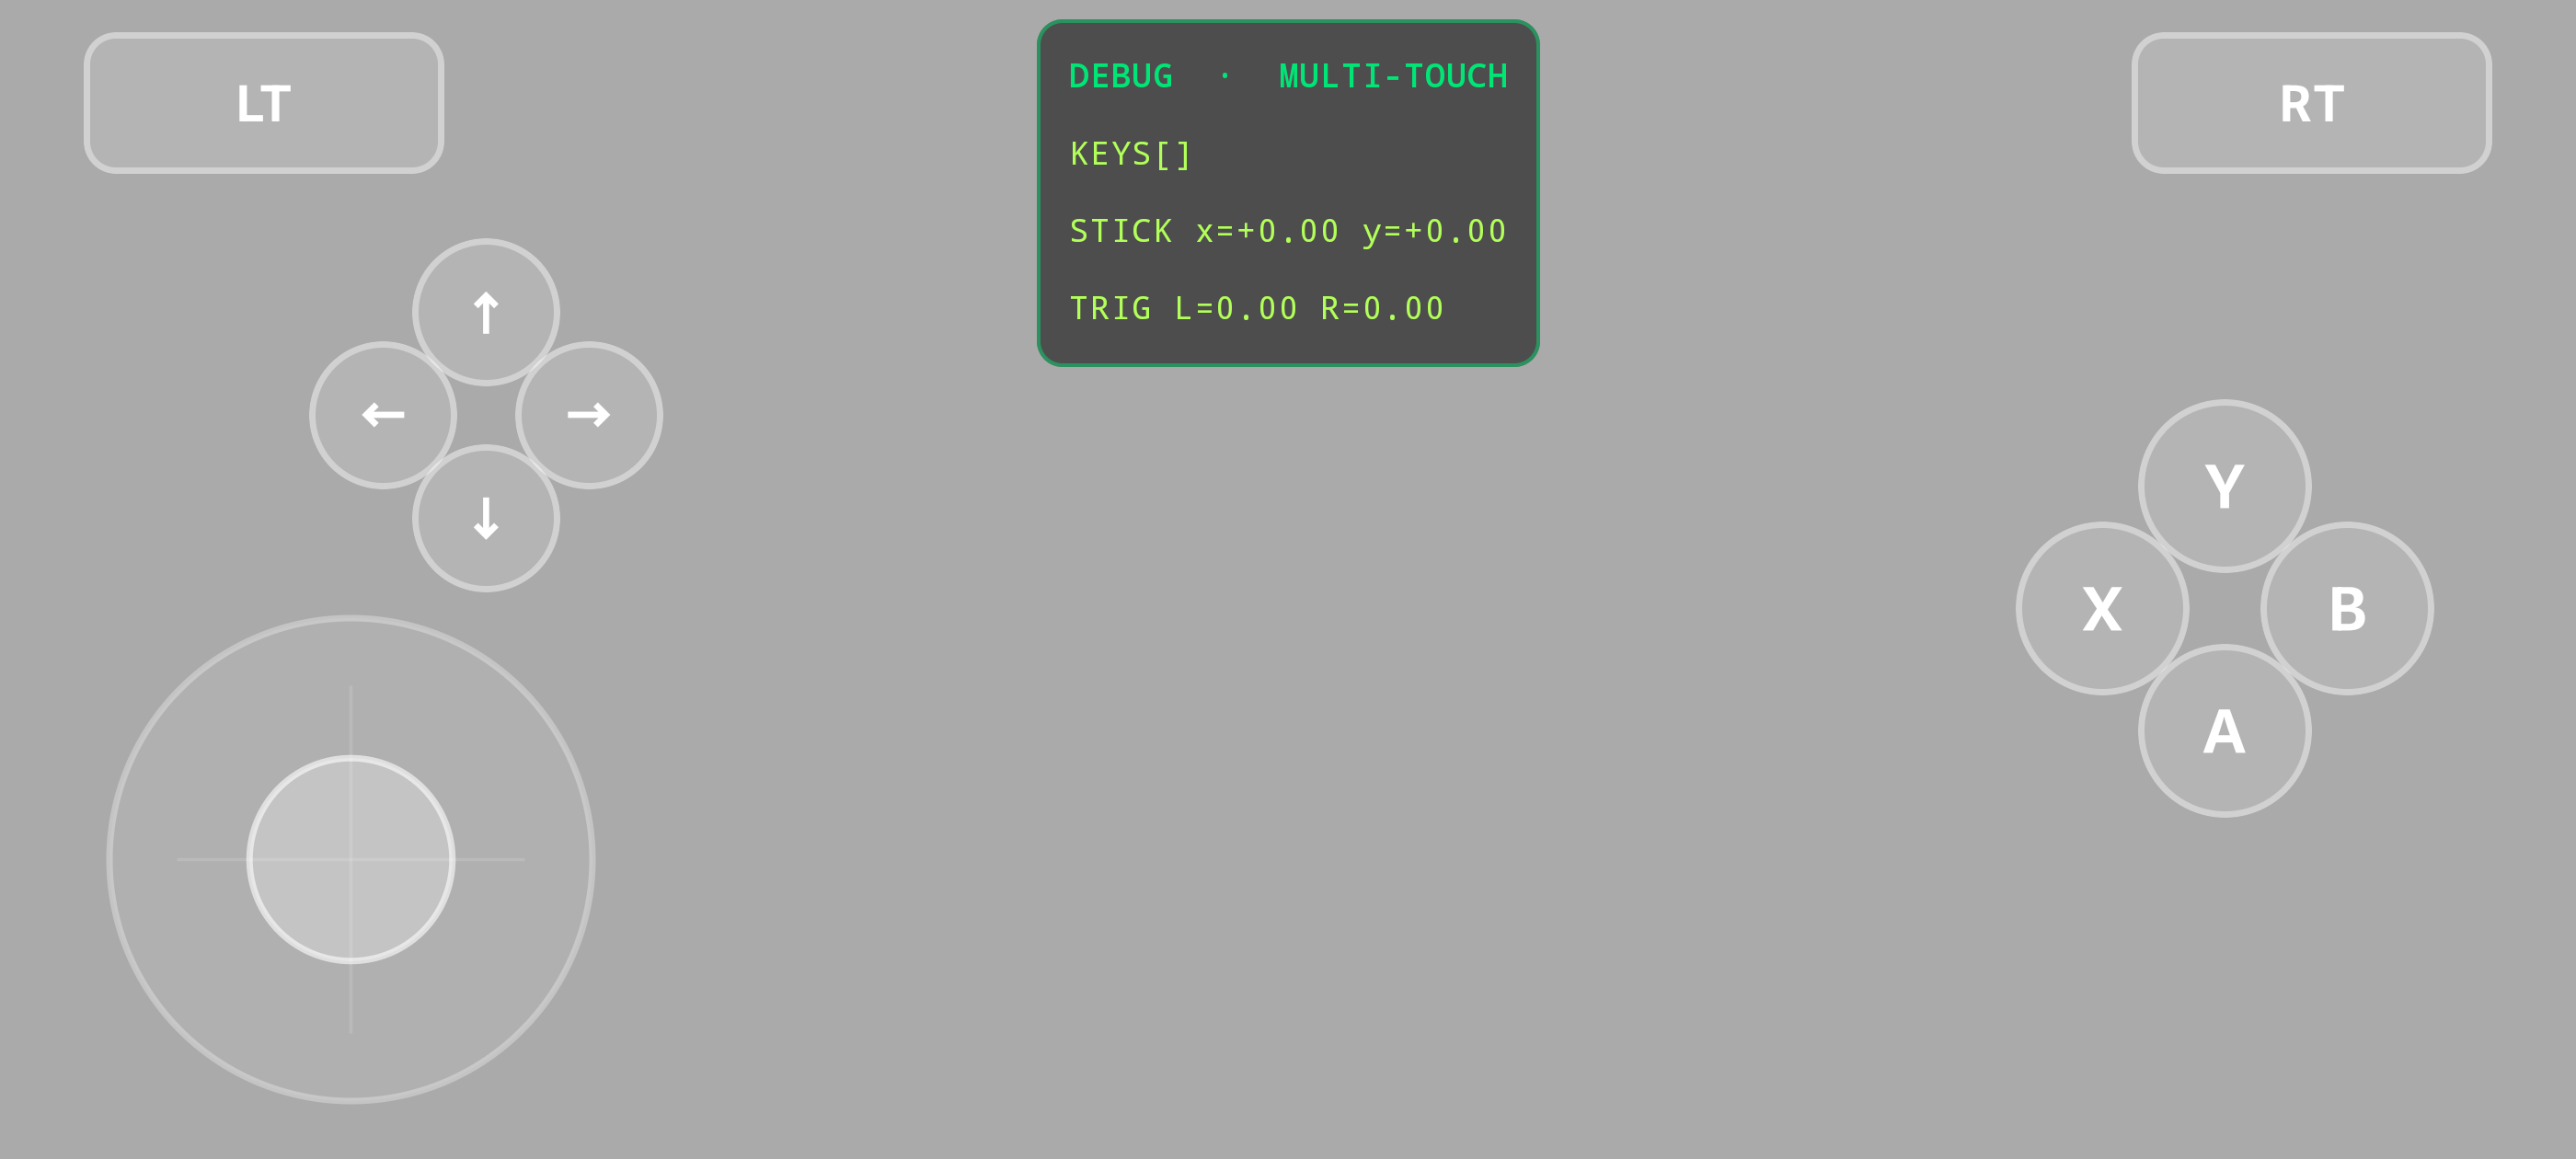 LT
DEBUG · MULTI-TOUCH
RT
KEYS[]
STICK x=+0.00 y=+0.00
TRIG L=0.00 R=0.00
↑
← →
↓
Y
X B
A